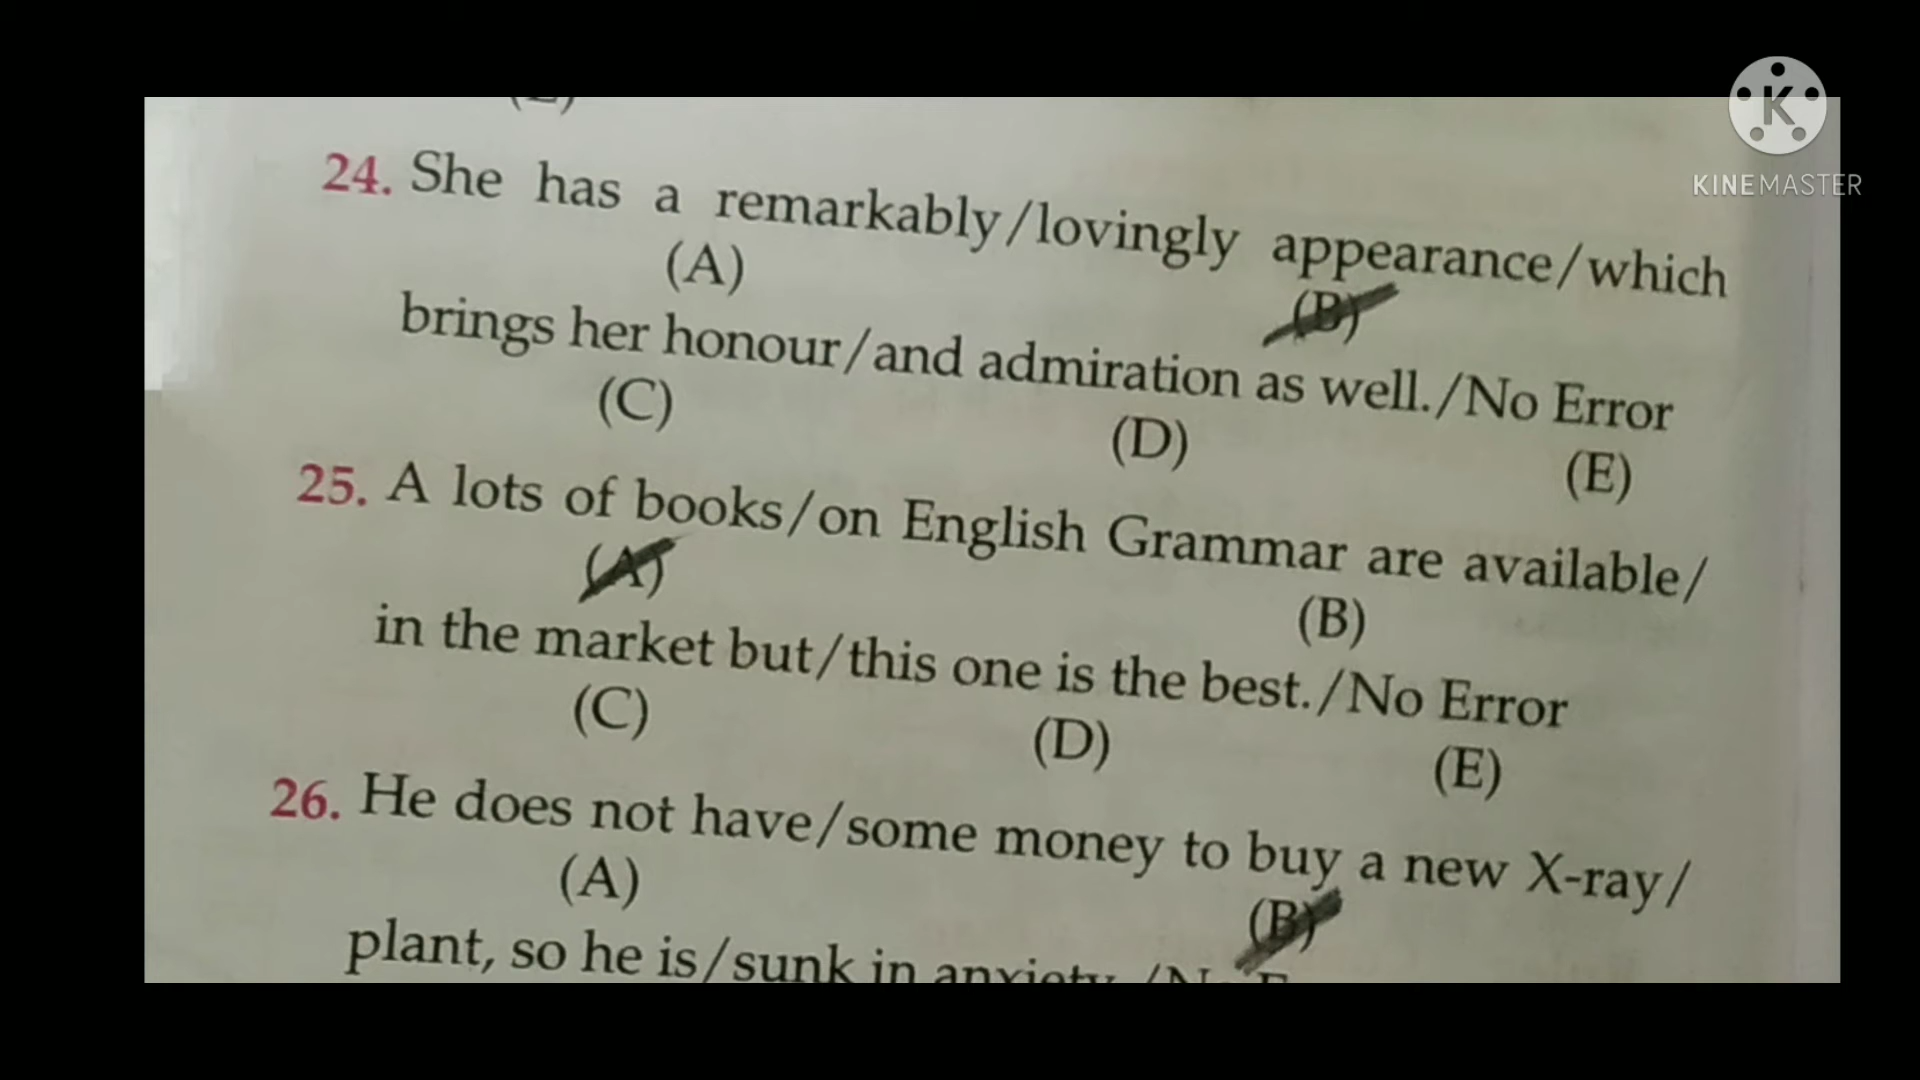 K
KINEMASTER
24. She has a remarkably/lovingly appearance/which
(A) (B)
brings her honour/and admiration as well./No Error
(C) (D) (E)
25. A lots of books/on English Grammar are available/
(A) (B)
in the market but/this one is the best./No Error
(C) (D) (E)
26. He does not have/some money to buy a new X-ray/
(A) (B)
plant, so he is/sunk in anxiety